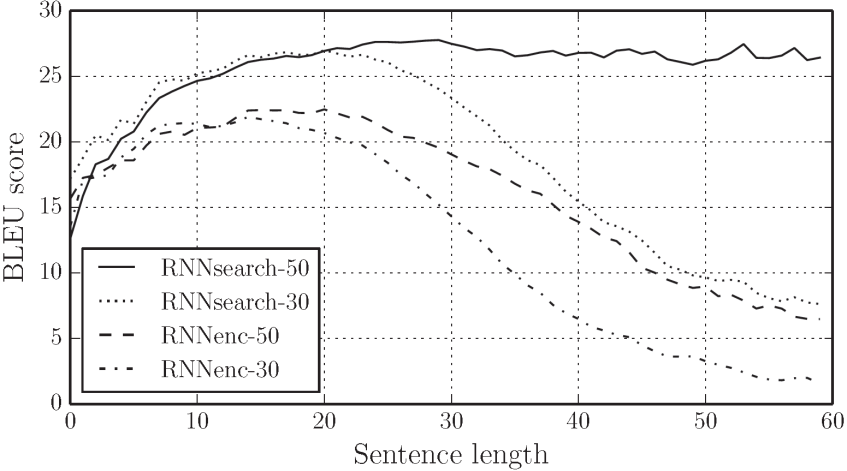 30
25
20
15
10
5
0
BLEU score
RNNsearch-50
RNNsearch-30
RNNenc-50
RNNenc-30
0 10 20 30 40 50 60
Sentence length